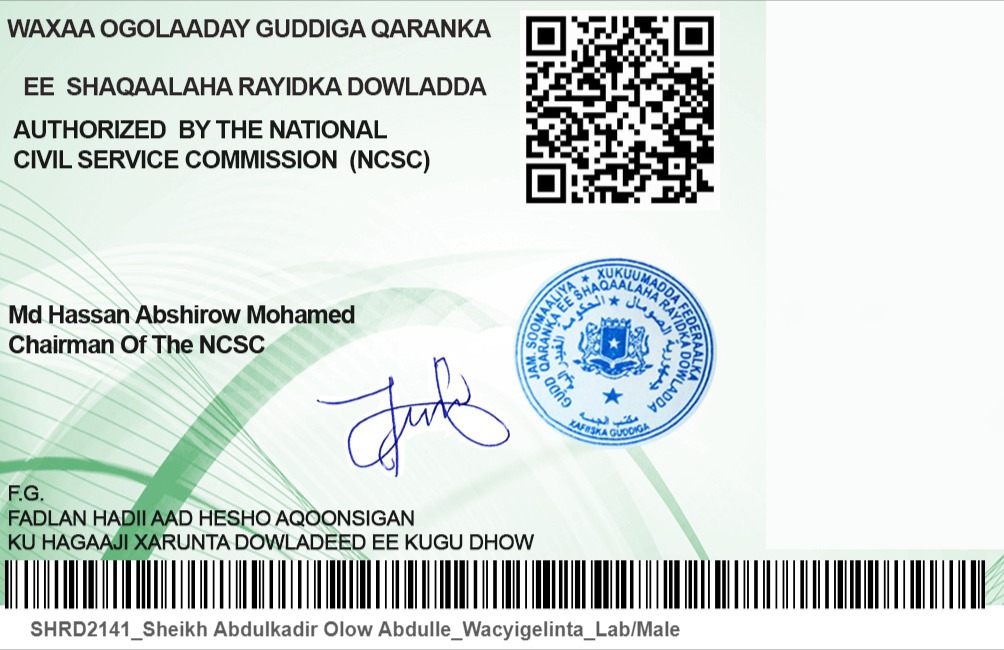 WAXAA OGOLAADAY GUDDIGA QARANKA
EE SHAQAALAHA RAYIDKA DOWLADDA
AUTHORIZED BY THE NATIONAL
CIVIL SERVICE COMMISSION (NCSC)
Md Hassan Abshirow Mohamed
Chairman Of The NCSC
JAM. SOOMAALIYA ★ XUKUUMADDA FEDERAALKA
GUDD QARANKA EE SHAQAALAHA RAYIDKA DOWLADDA
XAFIISKA GUDDIGA
F.G.
FADLAN HADII AAD HESHO AQOONSIGAN
KU HAGAAJI XARUNTA DOWLADEED EE KUGU DHOW
SHRD2141_Sheikh Abdulkadir Olow Abdulle_Wacyigelinta_Lab/Male